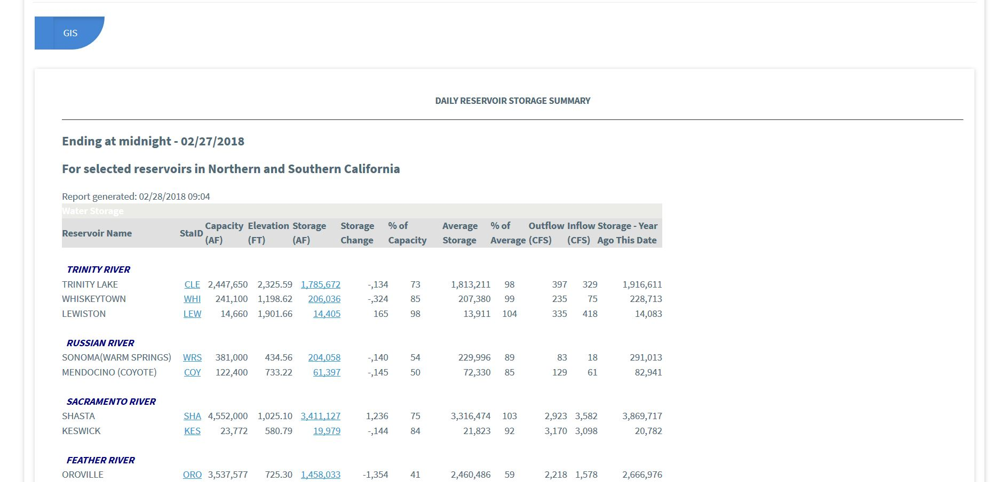 GIS
DAILY RESERVOIR STORAGE SUMMARY
Ending at midnight - 02/27/2018
For selected reservoirs in Northern and Southern California
Report generated: 02/28/2018 09:04
Water Storage
Reservoir Name StaID Capacity (AF) Elevation (FT) Storage (AF) Storage Change % of Capacity Average Storage % of Average Outflow (CFS) Inflow (CFS) Storage - Year Ago This Date
TRINITY RIVER
TRINITY LAKE CLE 2,447,650 2,325.59 1,785,672 -,134 73 1,813,211 98 397 329 1,916,611
WHISKEYTOWN WHI 241,100 1,198.62 206,036 -,324 85 207,380 99 235 75 228,713
LEWISTON LEW 14,660 1,901.66 14,405 165 98 13,911 104 335 418 14,083
RUSSIAN RIVER
SONOMA(WARM SPRINGS) WRS 381,000 434.56 204,058 -,140 54 229,996 89 83 18 291,013
MENDOCINO (COYOTE) COY 122,400 733.22 61,397 -,145 50 72,330 85 129 61 82,941
SACRAMENTO RIVER
SHASTA SHA 4,552,000 1,025.10 3,411,127 1,236 75 3,316,474 103 2,923 3,582 3,869,717
KESWICK KES 23,772 580.79 19,979 -,144 84 21,823 92 3,170 3,098 20,782
FEATHER RIVER
OROVILLE ORO 3,537,577 725.30 1,458,033 -1,354 41 2,460,486 59 2,218 1,578 2,666,976